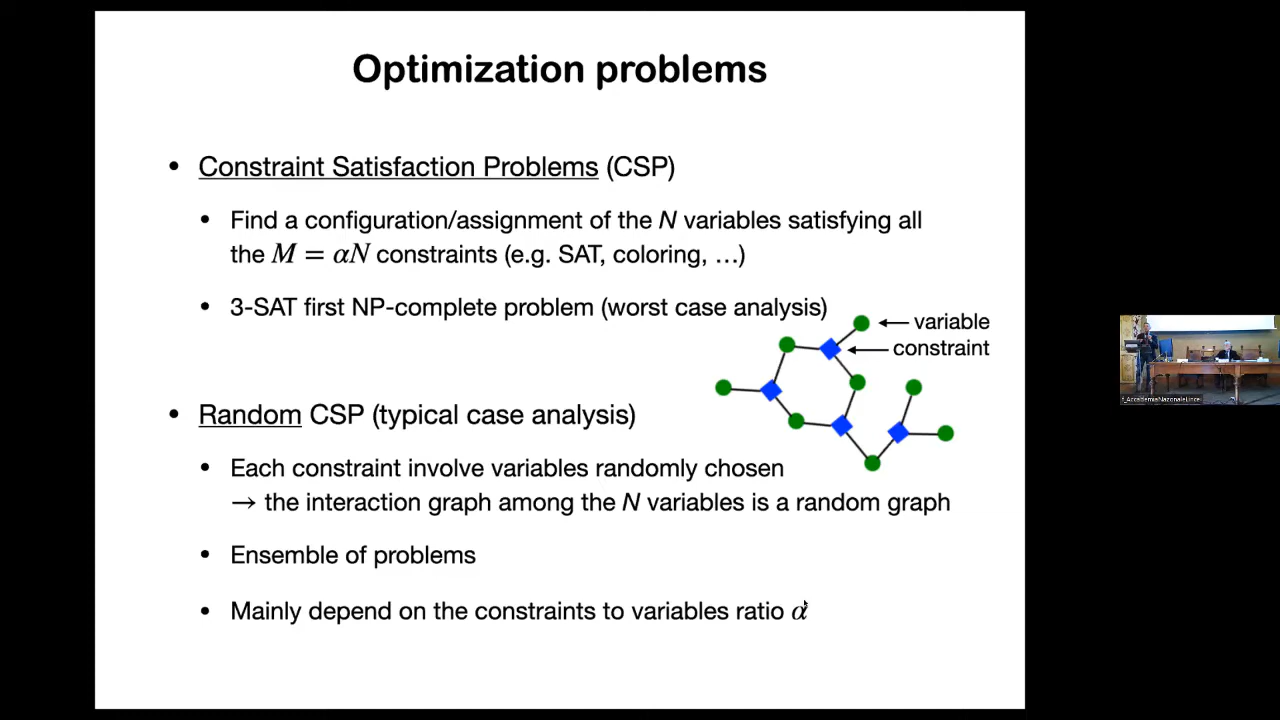 Optimization problems
• Constraint Satisfaction Problems (CSP)
• Find a configuration/assignment of the N variables satisfying all
the M = αN constraints (e.g. SAT, coloring, …)
• 3-SAT first NP-complete problem (worst case analysis)
variable
constraint
• Random CSP (typical case analysis)
• Each constraint involve variables randomly chosen
→ the interaction graph among the N variables is a random graph
• Ensemble of problems
• Mainly depend on the constraints to variables ratio α
f_AccademiaNazionaleLincei